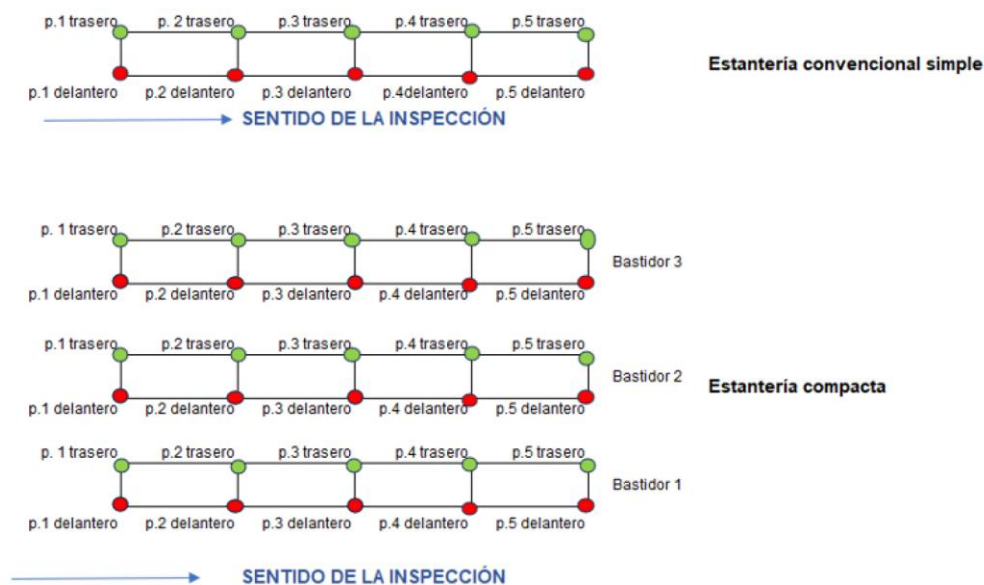 p.1 trasero p. 2 trasero p.3 trasero p.4 trasero p.5 trasero
Estantería convencional simple
p.1 delantero p.2 delantero p.3 delantero p.4delantero p.5 delantero
SENTIDO DE LA INSPECCIÓN
p. 1 trasero p.2 trasero p.3 trasero p.4 trasero p.5 trasero
Bastidor 3
p.1 delantero p.2 delantero p.3 delantero p.4 delantero p.5 delantero
p.1 trasero p.2 trasero p.3 trasero p.4 trasero p.5 trasero
Bastidor 2
Estantería compacta
p.1 delantero p.2 delantero p.3 delantero p.4 delantero p.5 delantero
p. 1 trasero p.2 trasero p.3 trasero p.4 trasero p.5 trasero
Bastidor 1
p.1 delantero p.2 delantero p.3 delantero p.4 delantero p.5 delantero
SENTIDO DE LA INSPECCIÓN